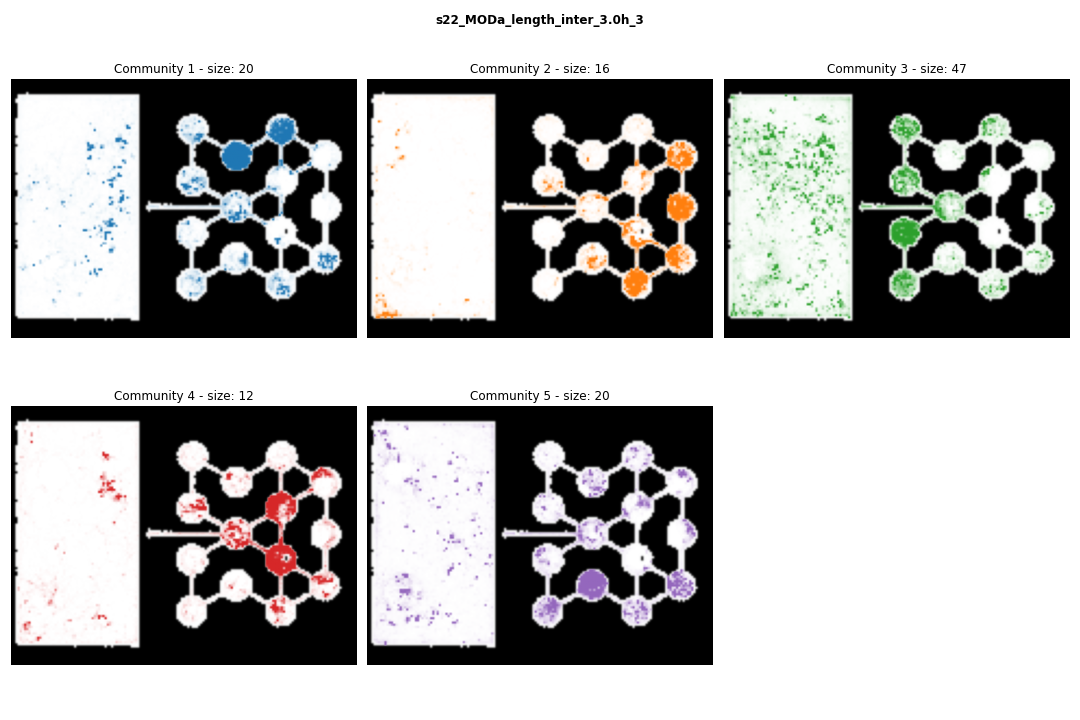 s22_MODa_length_inter_3.0h_3
Community 1 - size: 20
Community 2 - size: 16
Community 3 - size: 47
Community 4 - size: 12
Community 5 - size: 20